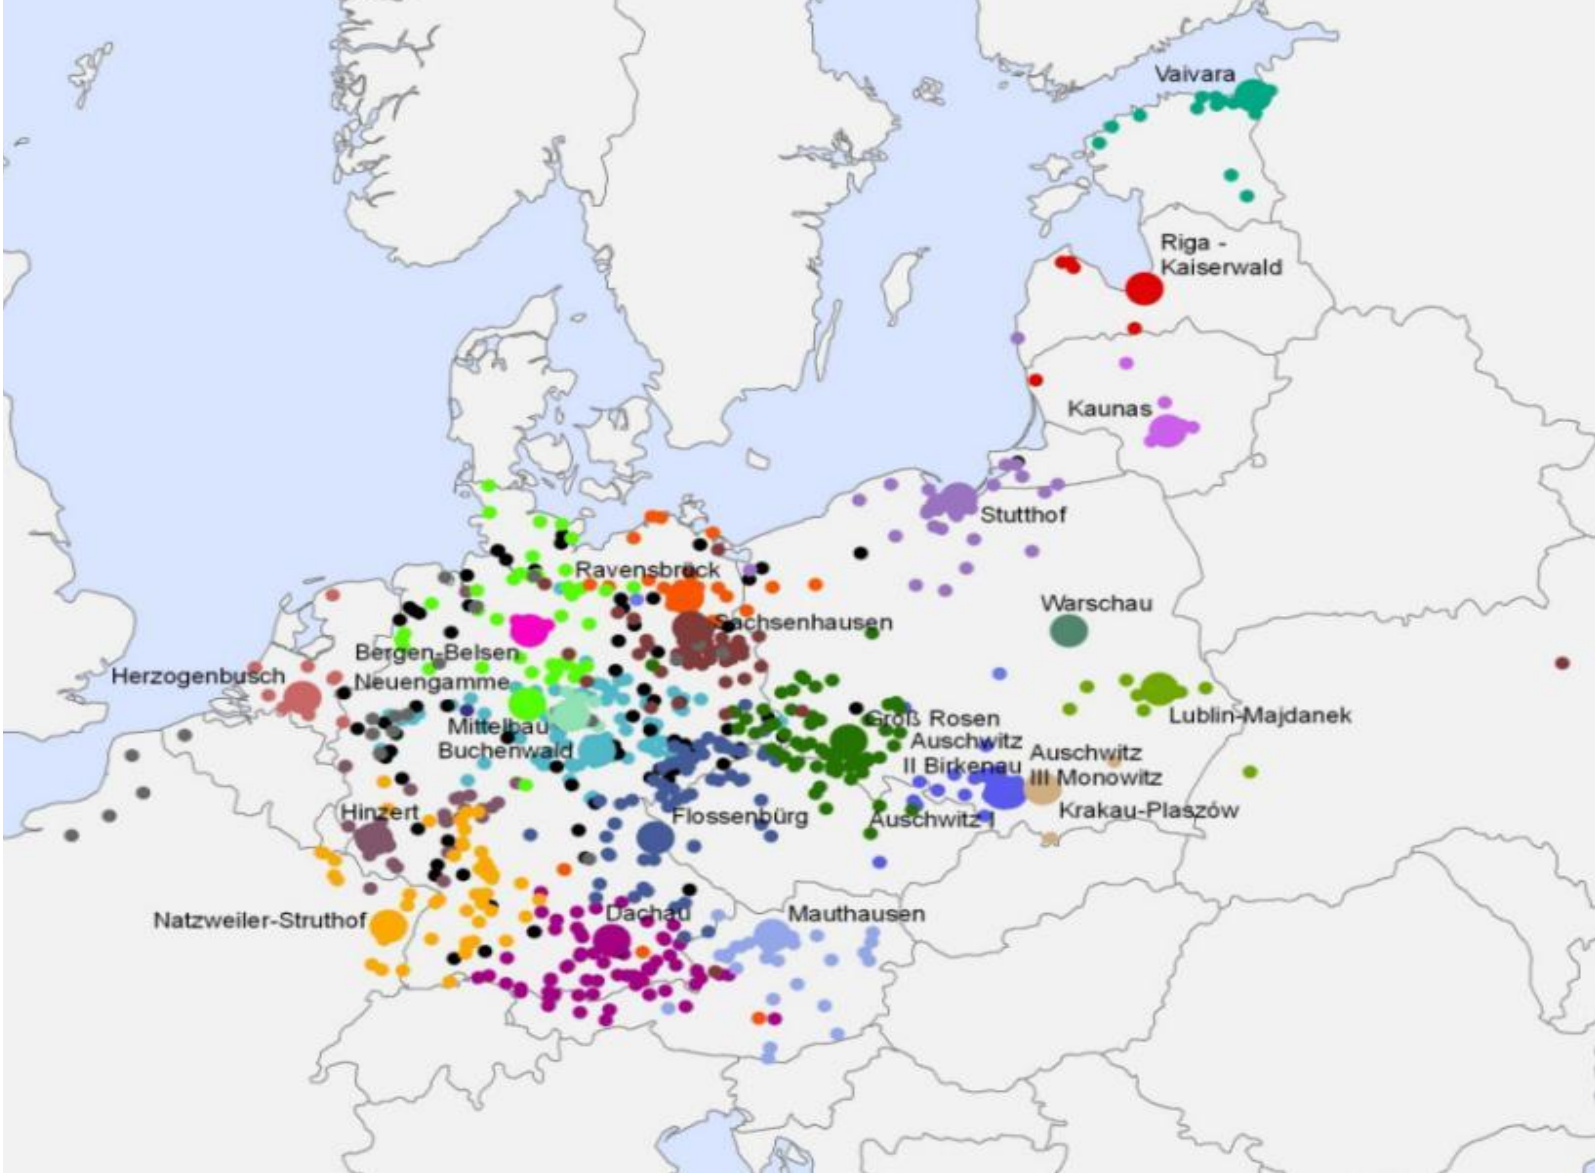 Vaivara
Riga -
Kaiserwald
Kaunas
Stutthof
Ravensbrück
Warschau
Sachsenhausen
Bergen-Belsen
Herzogenbusch
Neuengamme
Lublin-Majdanek
Mittelbau
Groß Rosen
Buchenwald
Auschwitz
II Birkenau
Auschwitz
III Monowitz
Hinzert
Flossenbürg
Auschwitz I
Krakau-Plaszów
Natzweiler-Struthof
Dachau
Mauthausen